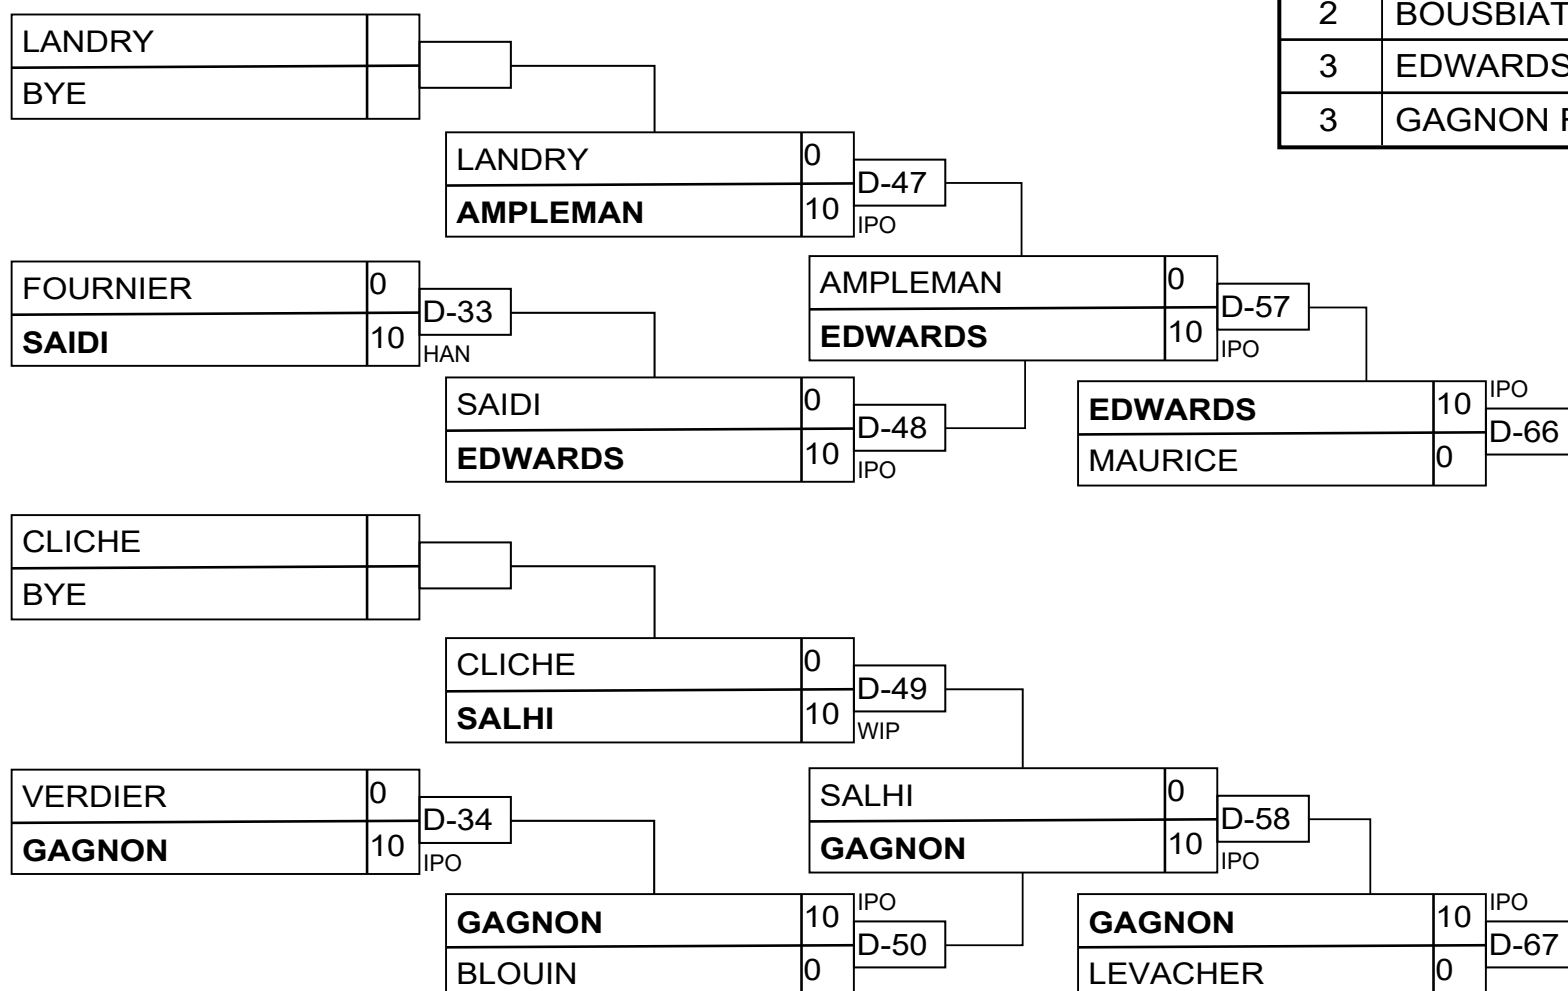 2 BOUSBIAT
3 EDWARDS
3 GAGNON
LANDRY
BYE
LANDRY 0
AMPLEMAN 10
D-47
IPO
FOURNIER 0
SAIDI 10
D-33
HAN
SAIDI 0
EDWARDS 10
D-48
IPO
AMPLEMAN 0
EDWARDS 10
D-57
IPO
EDWARDS 10
MAURICE 0
IPO
D-66
CLICHE
BYE
CLICHE 0
SALHI 10
D-49
WIP
VERDIER 0
GAGNON 10
D-34
IPO
GAGNON 10
BLOUIN 0
IPO
D-50
SALHI 0
GAGNON 10
D-58
IPO
GAGNON 10
LEVACHER 0
IPO
D-67